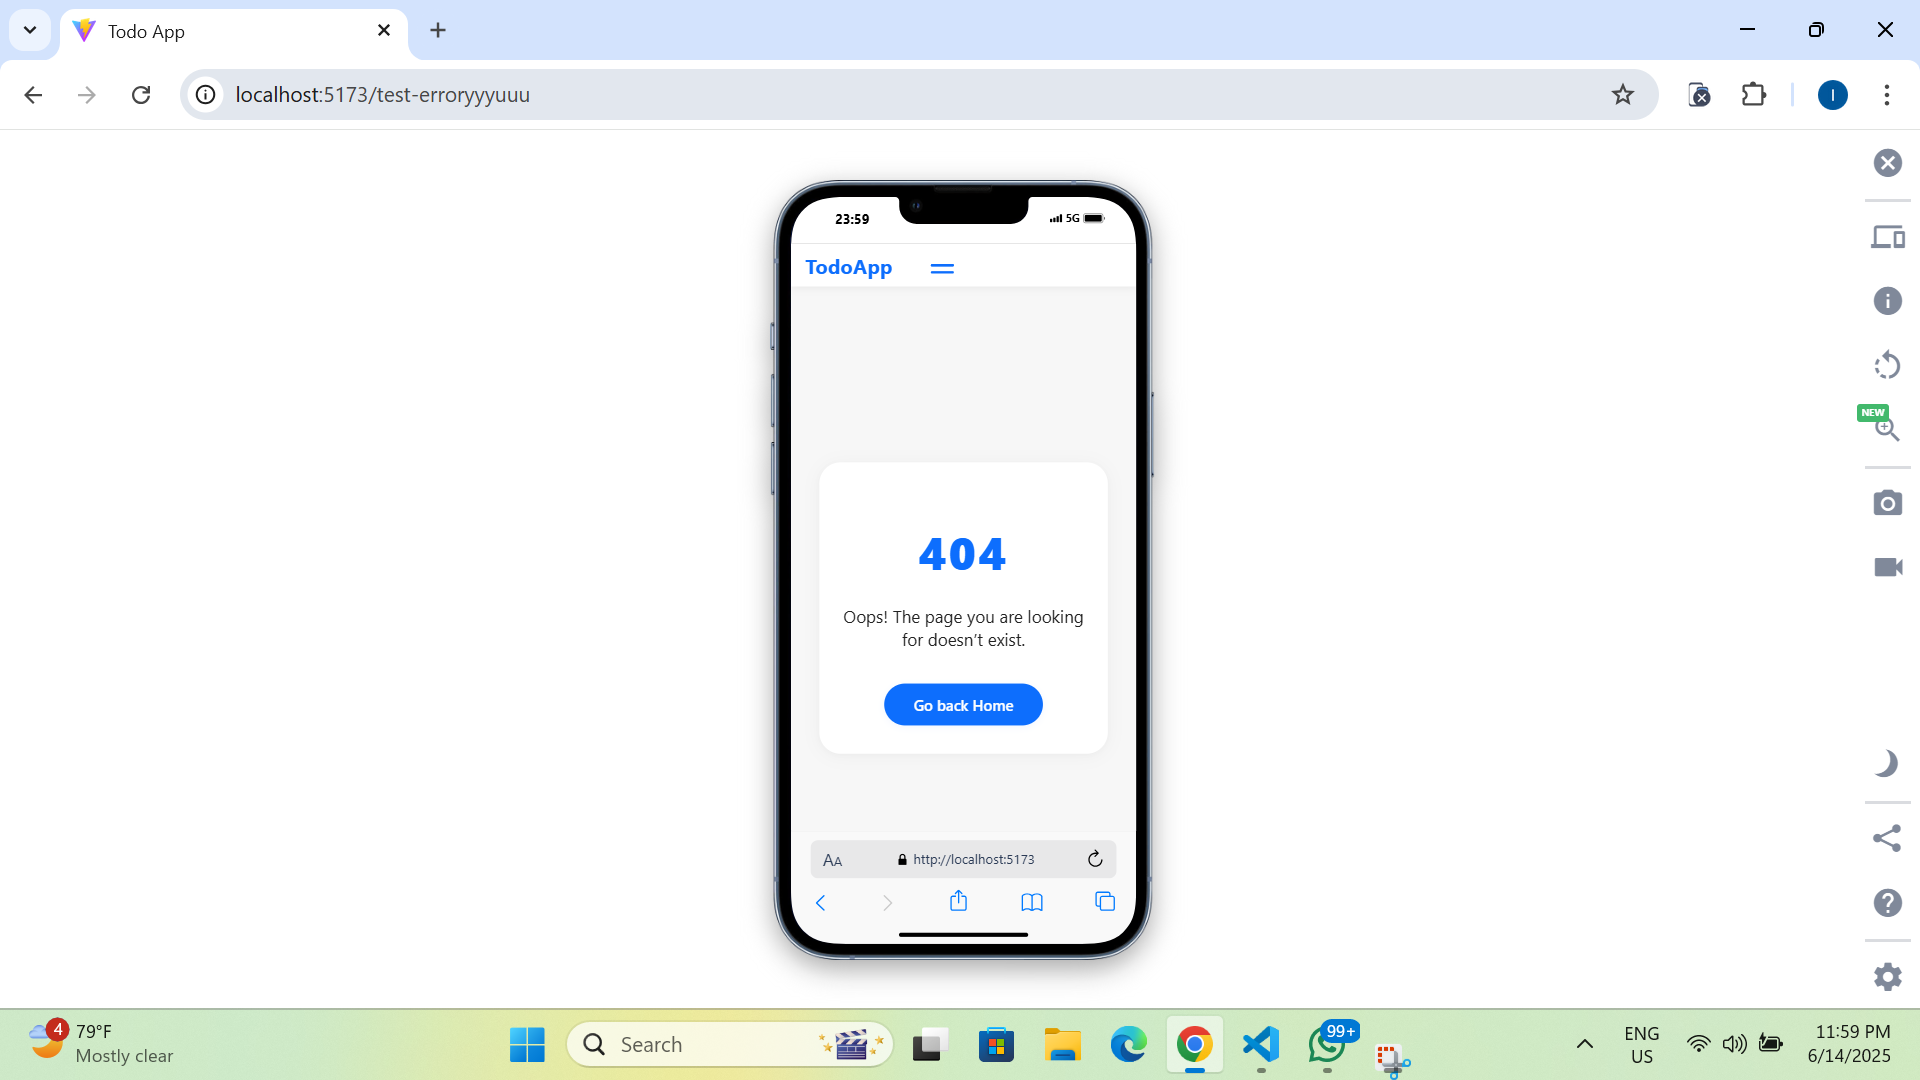 Todo App
localhost:5173/test-erroryyyuuu
I
23:59
5G
TodoApp
NEW
404
Oops! The page you are looking
for doesn’t exist.
Go back Home
AA
http://localhost:5173
4
79°F
Mostly clear
Search
99+
ENG
US
11:59 PM
6/14/2025